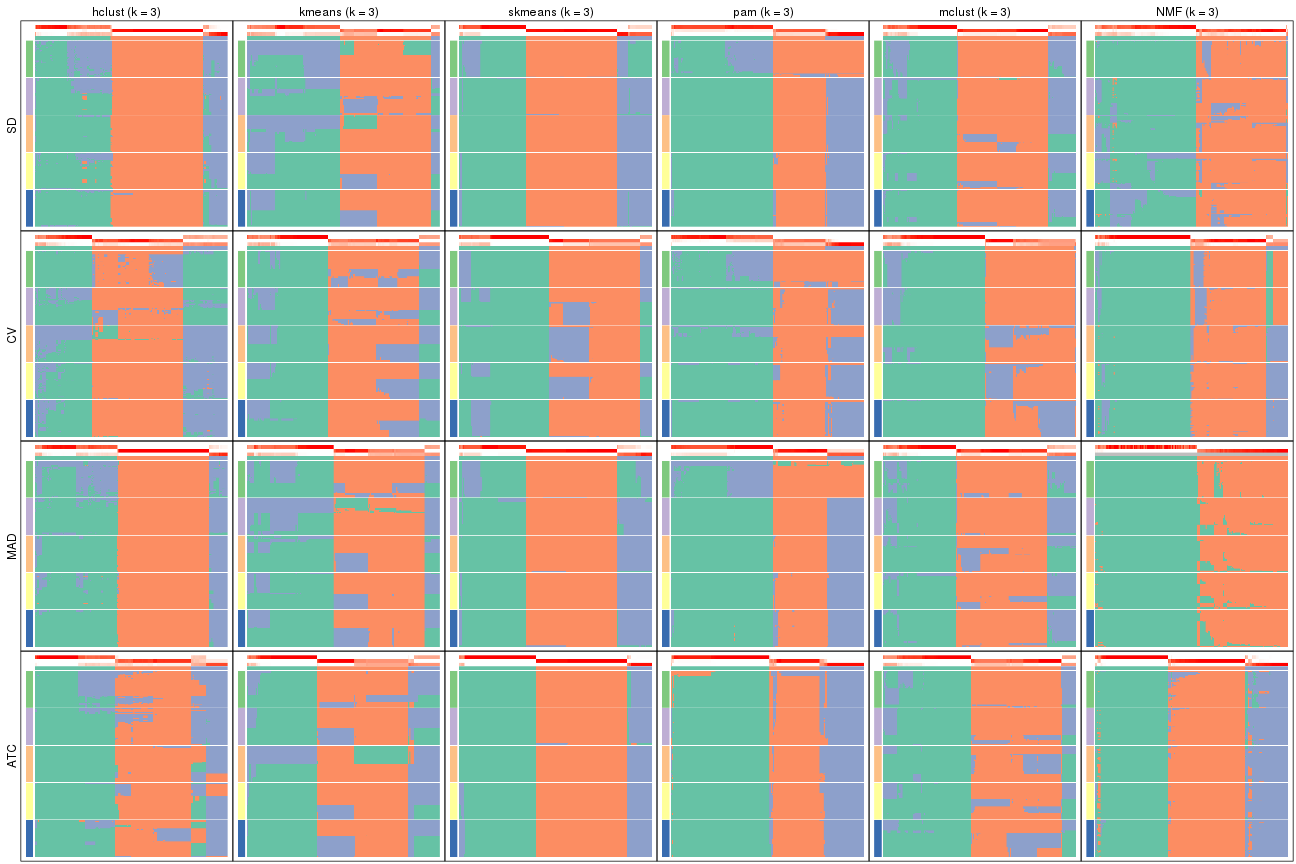 hclust (k = 3) kmeans (k = 3) skmeans (k = 3) pam (k = 3) mclust (k = 3) NMF (k = 3)
SD
CV
MAD
ATC